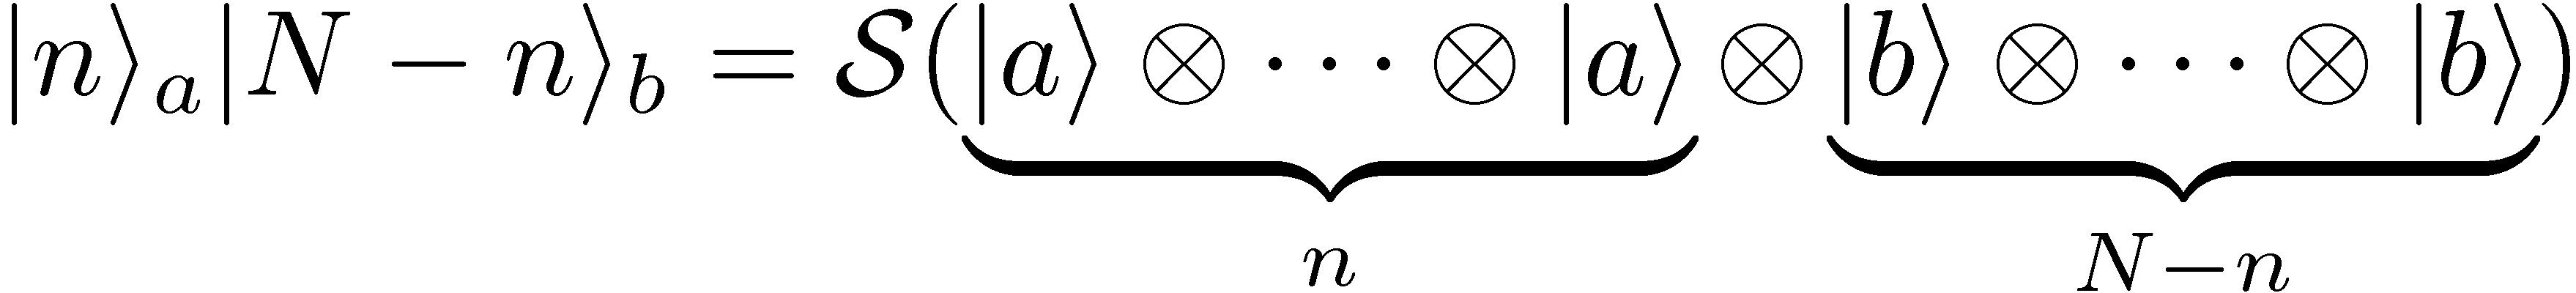 |n⟩_a|N − n⟩_b = 𝒮(|a⟩ ⊗ ··· ⊗ |a⟩ ⊗ |b⟩ ⊗ ··· ⊗ |b⟩)
n N−n